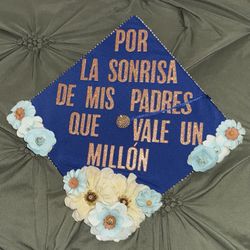 POR
LA SONRISA
DE MIS PADRES
QUE VALE UN
MILLÓN